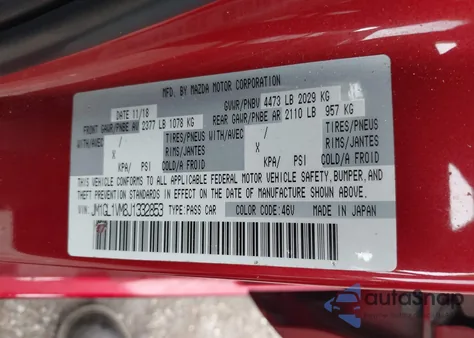 MFD. BY MAZDA MOTOR CORPORATION
DATE 11/18 GVWR/PNBV 4473 LB 2029 KG
FRONT GAWR/PNBE AV 2377 LB 1078 KG REAR GAWR/PNBE AR 2110 LB 957 KG
WITH/AVEC / TIRES/PNEUS WITH/AVEC / TIRES/PNEUS
X RIMS/JANTES X RIMS/JANTES
KPA/ PSI COLD/A FROID KPA/ PSI COLD/A FROID
THIS VEHICLE CONFORMS TO ALL APPLICABLE FEDERAL MOTOR VEHICLE SAFETY, BUMPER, AND
THEFT PREVENTION STANDARDS IN EFFECT ON THE DATE OF MANUFACTURE SHOWN ABOVE.
VIN: JM1GL1VM8J1332853 TYPE:PASS CAR COLOR CODE:46V MADE IN JAPAN
autoSnap